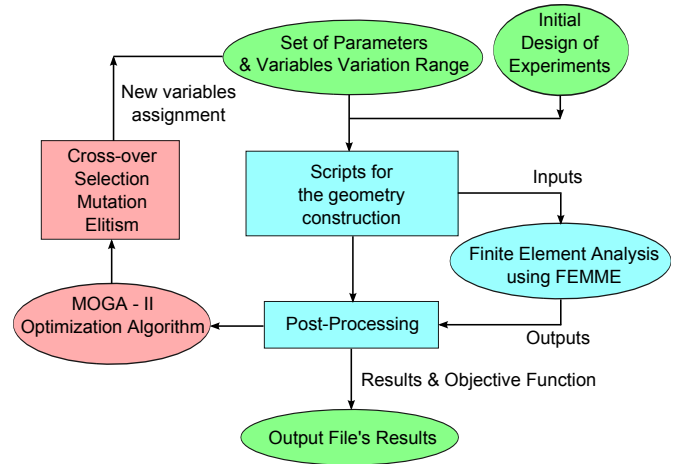 Set of Parameters
& Variables Variation Range
Initial
Design of
Experiments
New variables
assignment
Cross-over
Selection
Mutation
Elitism
Scripts for
the geometry
construction
Inputs
Finite Element Analysis
using FEMME
MOGA - II
Optimization Algorithm
Post-Processing
Outputs
Results & Objective Function
Output File's Results